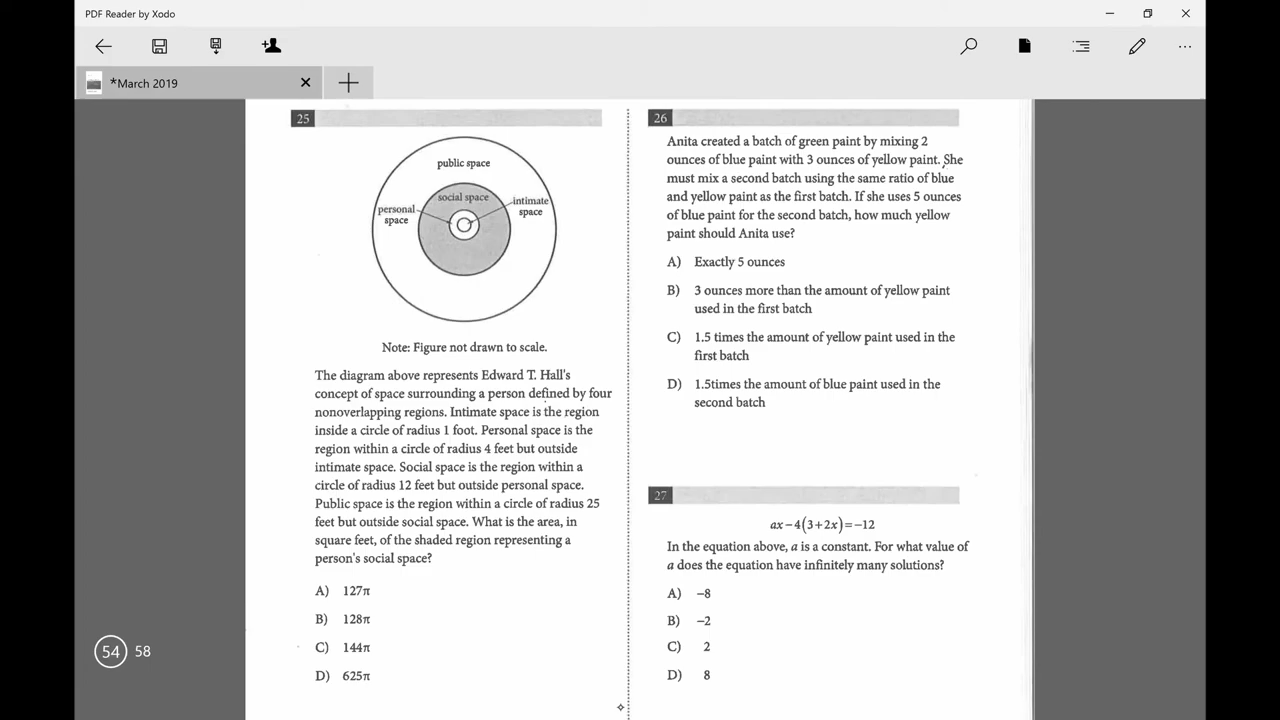 PDF Reader by Xodo
*March 2019
25
public space
social space
personal
space
intimate
space
Note: Figure not drawn to scale.
The diagram above represents Edward T. Hall's
concept of space surrounding a person defined by four
nonoverlapping regions. Intimate space is the region
inside a circle of radius 1 foot. Personal space is the
region within a circle of radius 4 feet but outside
intimate space. Social space is the region within a
circle of radius 12 feet but outside personal space.
Public space is the region within a circle of radius 25
feet but outside social space. What is the area, in
square feet, of the shaded region representing a
person's social space?
A) 127π
B) 128π
C) 144π
D) 625π
26
Anita created a batch of green paint by mixing 2
ounces of blue paint with 3 ounces of yellow paint. She
must mix a second batch using the same ratio of blue
and yellow paint as the first batch. If she uses 5 ounces
of blue paint for the second batch, how much yellow
paint should Anita use?
A) Exactly 5 ounces
B) 3 ounces more than the amount of yellow paint
used in the first batch
C) 1.5 times the amount of yellow paint used in the
first batch
D) 1.5times the amount of blue paint used in the
second batch
27
ax−4(3+2x)=−12
In the equation above, a is a constant. For what value of
a does the equation have infinitely many solutions?
A) −8
B) −2
C) 2
D) 8
54 58